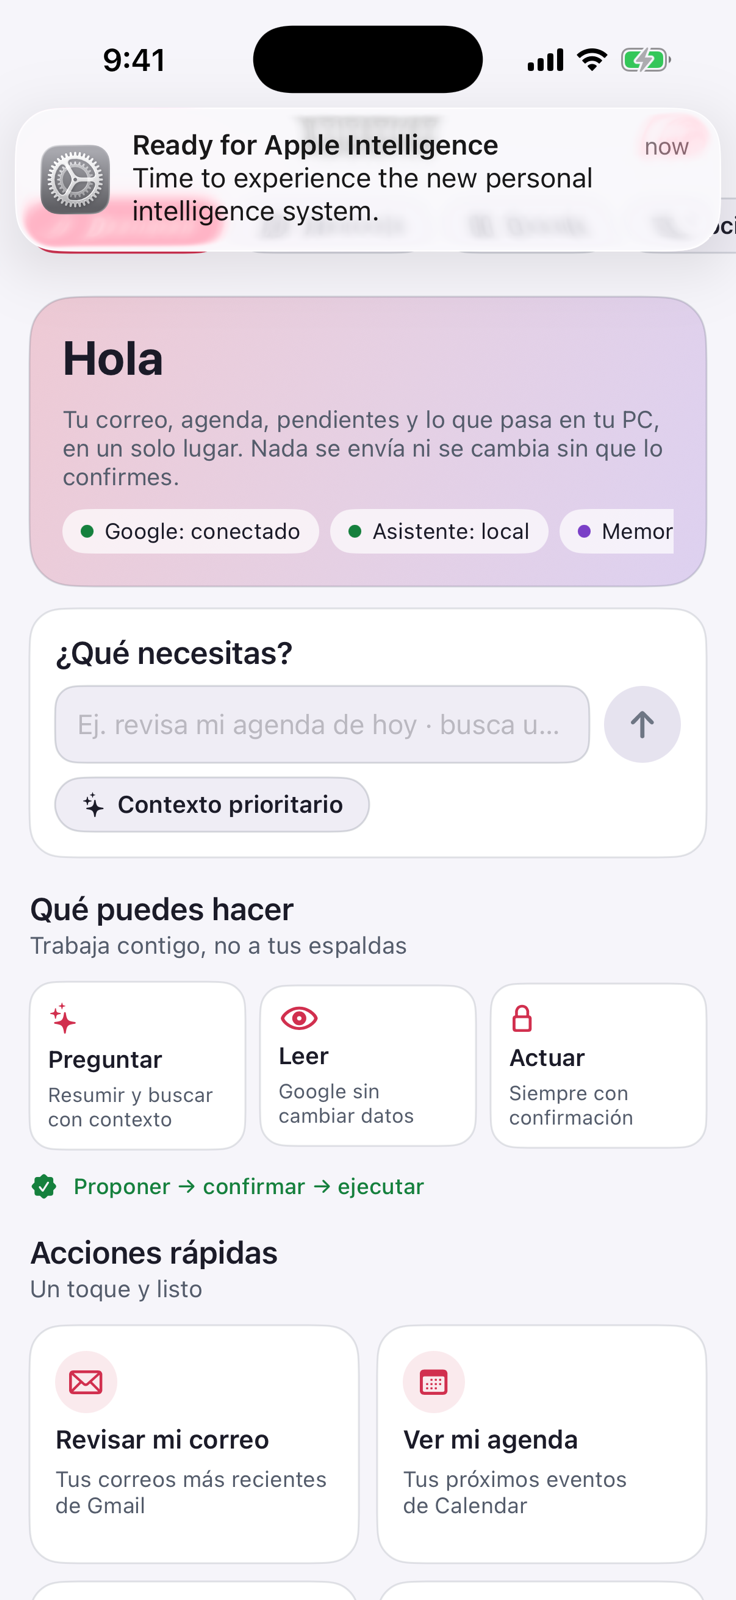 9:41
Ready for Apple Intelligence
now
Time to experience the new personal
intelligence system.
Hola
Tu correo, agenda, pendientes y lo que pasa en tu PC,
en un solo lugar. Nada se envía ni se cambia sin que lo
confirmes.
Google: conectado
Asistente: local
Memor
¿Qué necesitas?
Ej. revisa mi agenda de hoy · busca u...
Contexto prioritario
Qué puedes hacer
Trabaja contigo, no a tus espaldas
Preguntar
Resumir y buscar
con contexto
Leer
Google sin
cambiar datos
Actuar
Siempre con
confirmación
Proponer → confirmar → ejecutar
Acciones rápidas
Un toque y listo
Revisar mi correo
Tus correos más recientes
de Gmail
Ver mi agenda
Tus próximos eventos
de Calendar